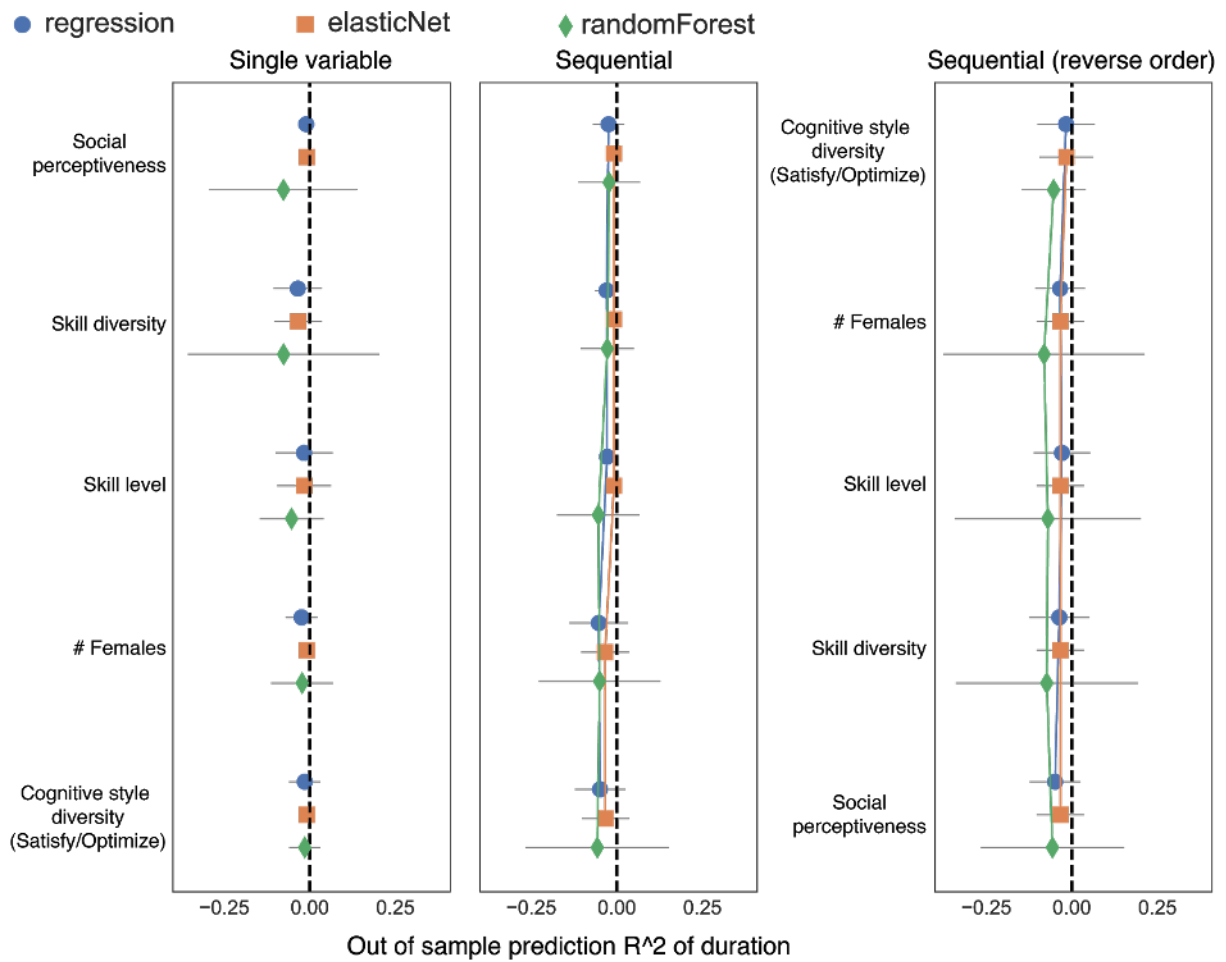 regression
elasticNet
randomForest
Single variable
Sequential
Sequential (reverse order)
Social
perceptiveness
Skill diversity
Skill level
# Females
Cognitive style
diversity
(Satisfy/Optimize)
Cognitive style
diversity
(Satisfy/Optimize)
# Females
Skill level
Skill diversity
Social
perceptiveness
−0.25 0.00 0.25
−0.25 0.00 0.25
−0.25 0.00 0.25
Out of sample prediction R^2 of duration